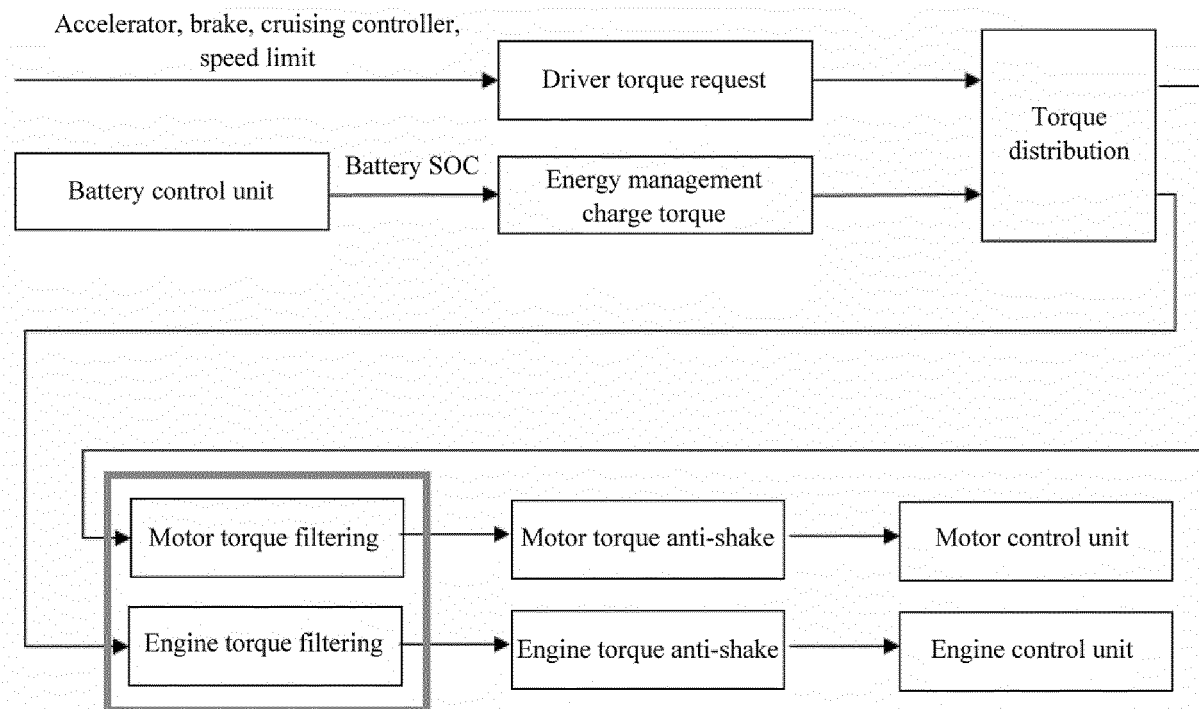 Accelerator, brake, cruising controller,
speed limit
Driver torque request
Torque
distribution
Battery control unit
Battery SOC
Energy management
charge torque
Motor torque filtering
Motor torque anti-shake
Motor control unit
Engine torque filtering
Engine torque anti-shake
Engine control unit